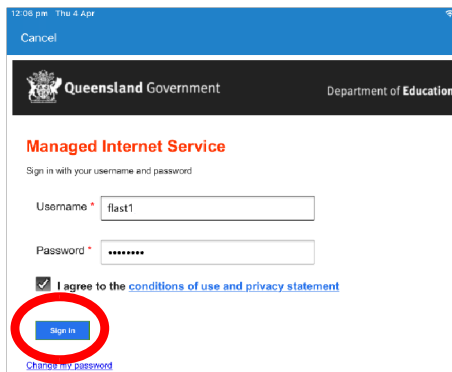 12:06 pm Thu 4 Apr
Cancel
Queensland Government
Department of Education
Managed Internet Service
Sign in with your username and password
Username *
flast1
Password *
••••••••
I agree to the conditions of use and privacy statement
Sign in
Change my password